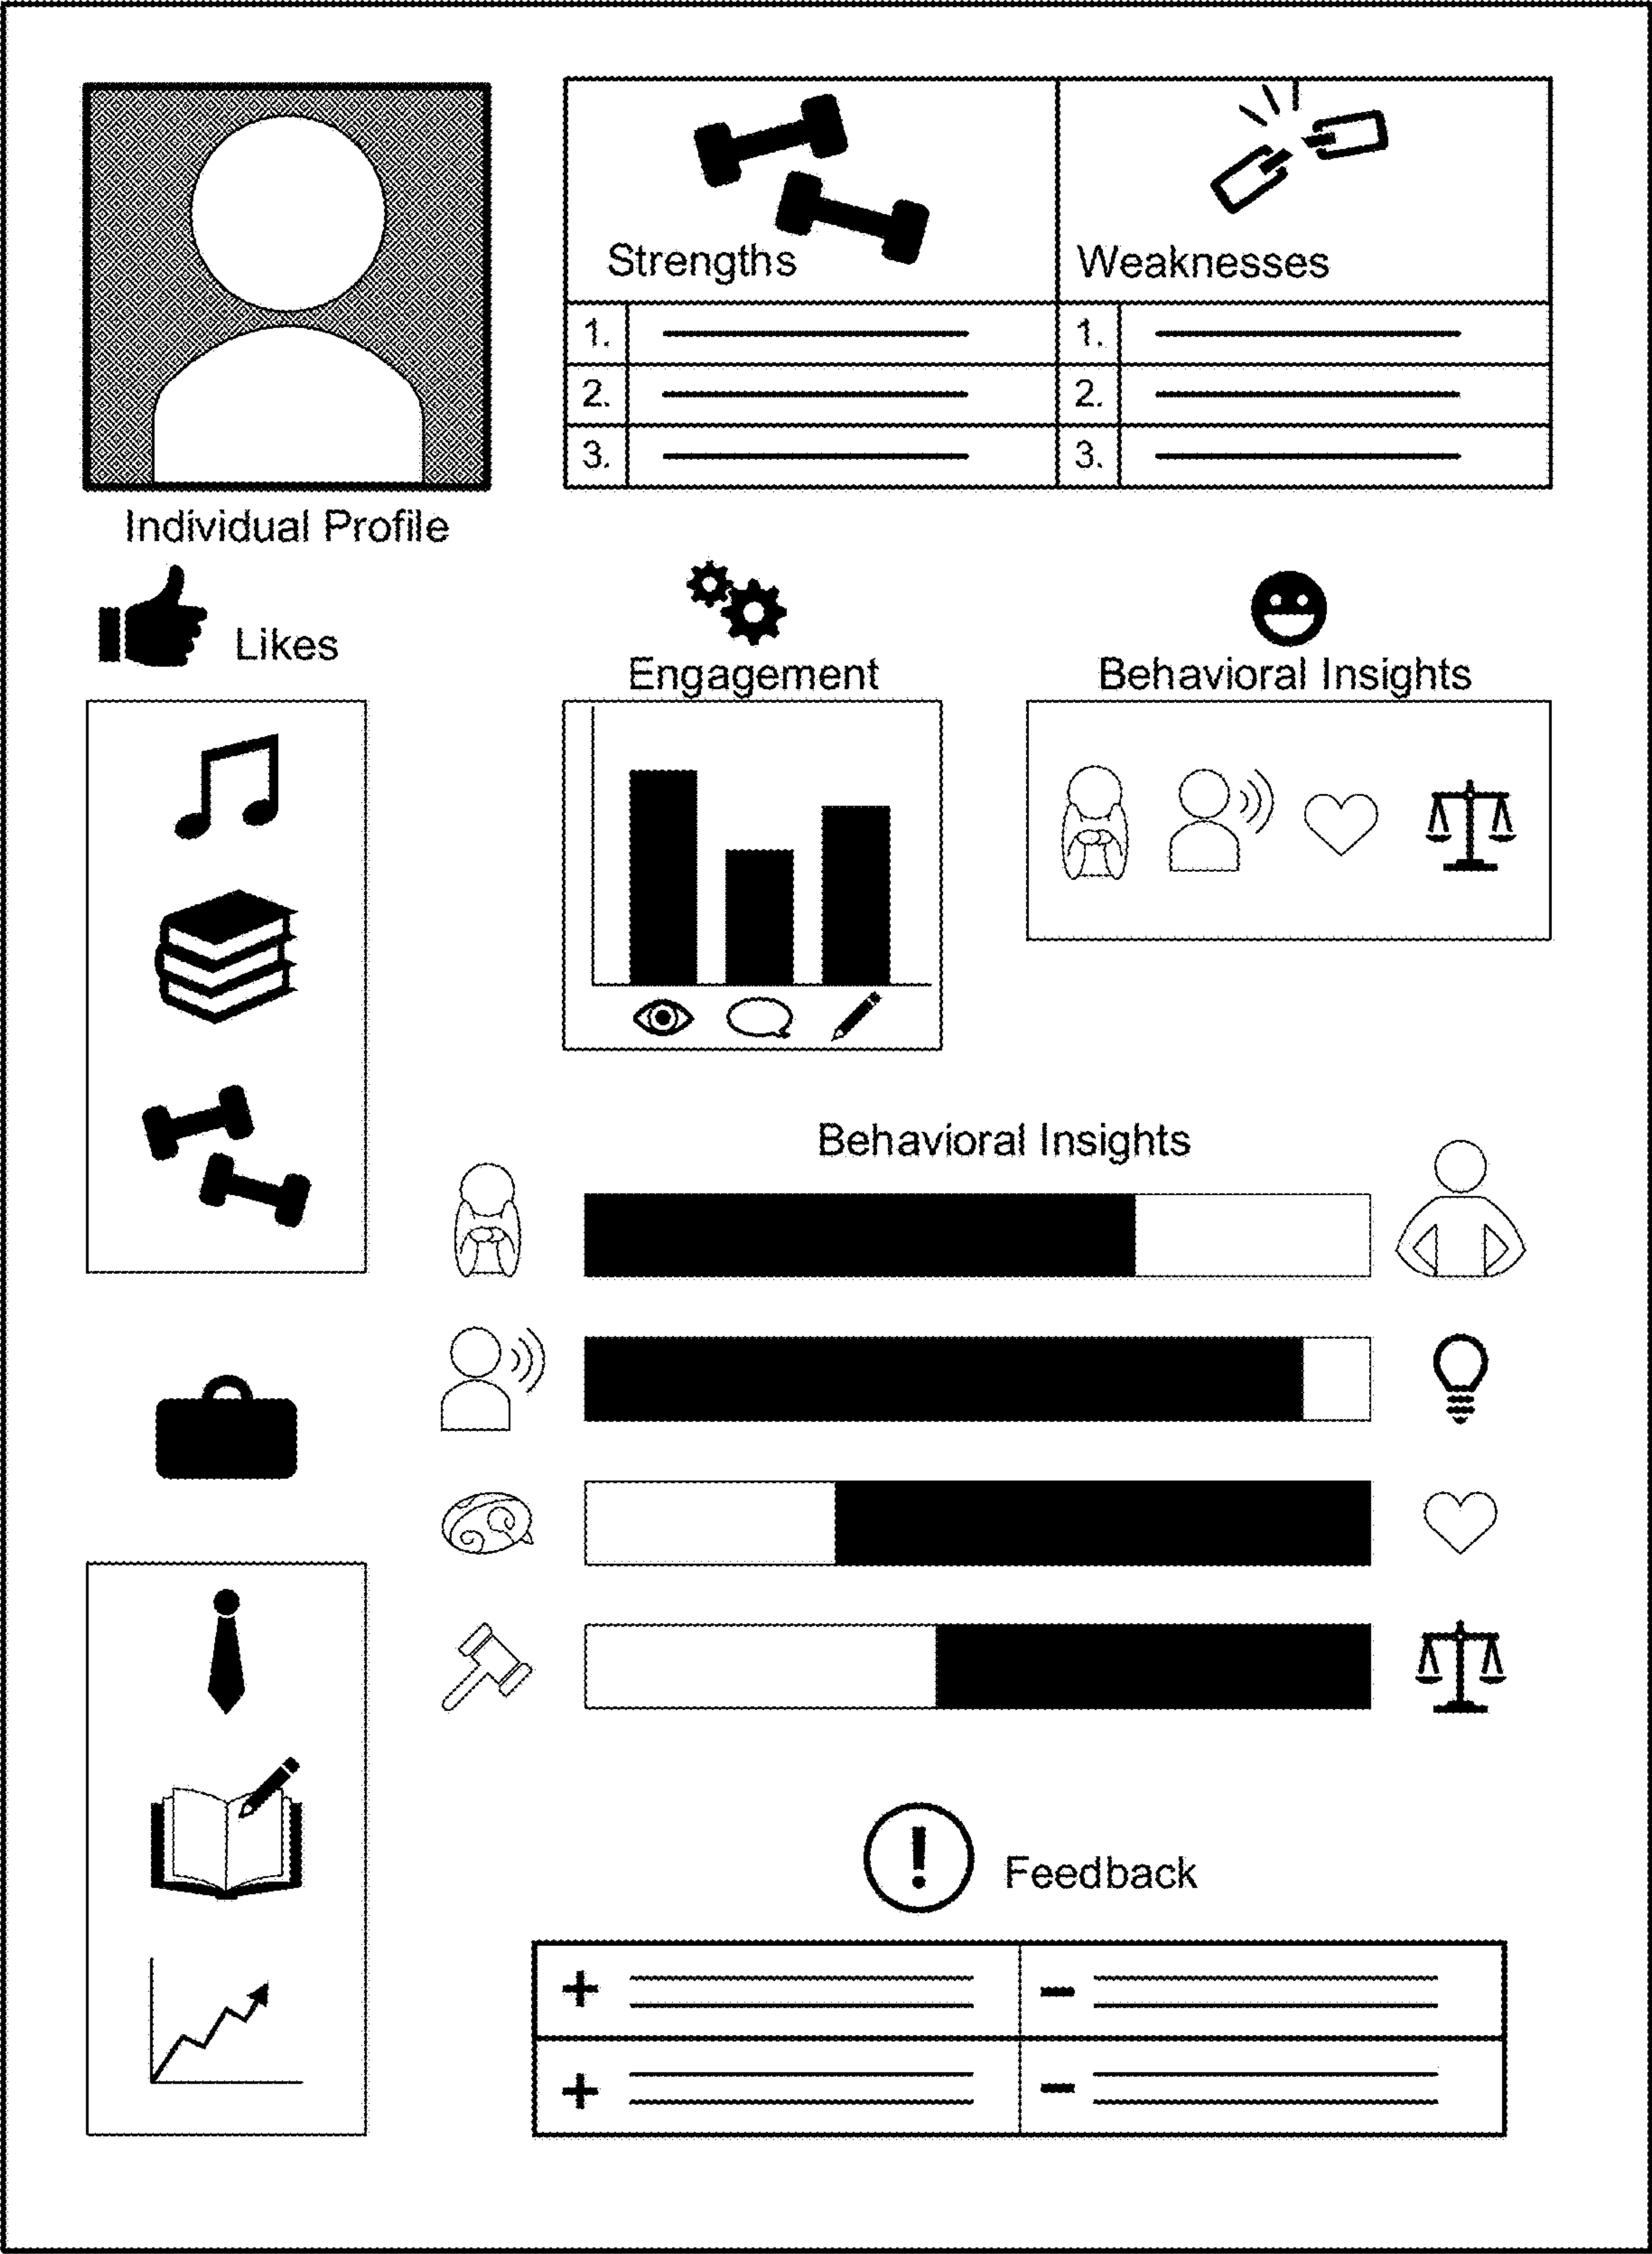 Strengths
Weaknesses
1.
1.
2.
2.
3.
3.
Individual Profile
Likes
Engagement
Behavioral Insights
Behavioral Insights
!
Feedback
+
−
+
−